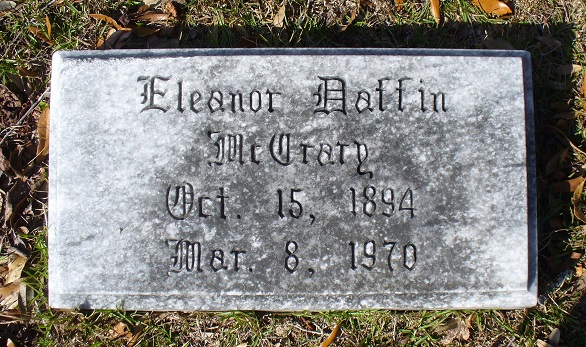 Eleanor Daffin
McCrary
Oct. 15, 1894
Mar. 8, 1970